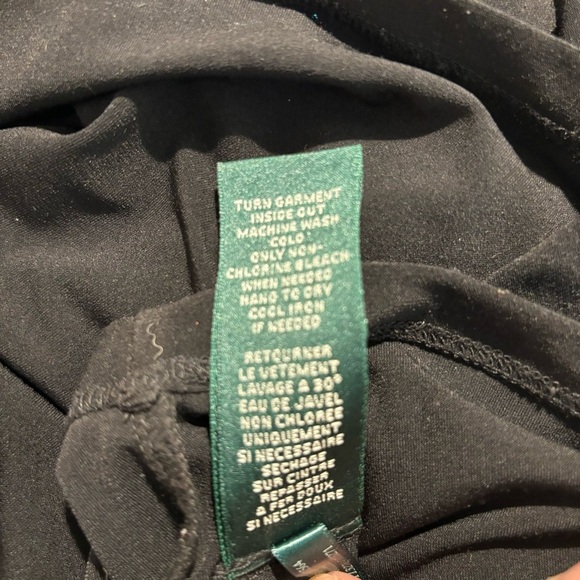 TURN GARMENT
INSIDE OUT
MACHINE WASH
COLD
ONLY NON-
CHLORINE BLEACH
WHEN NEEDED
HANG TO DRY
COOL IRON
IF NEEDED
RETOURNER
LE VETEMENT
LAVAGE A 30°
EAU DE JAVEL
NON CHLOREE
UNIQUEMENT
SI NECESSAIRE
SECHAGE
SUR CINTRE
REPASSER
A FER DOUX
SI NECESSAIRE